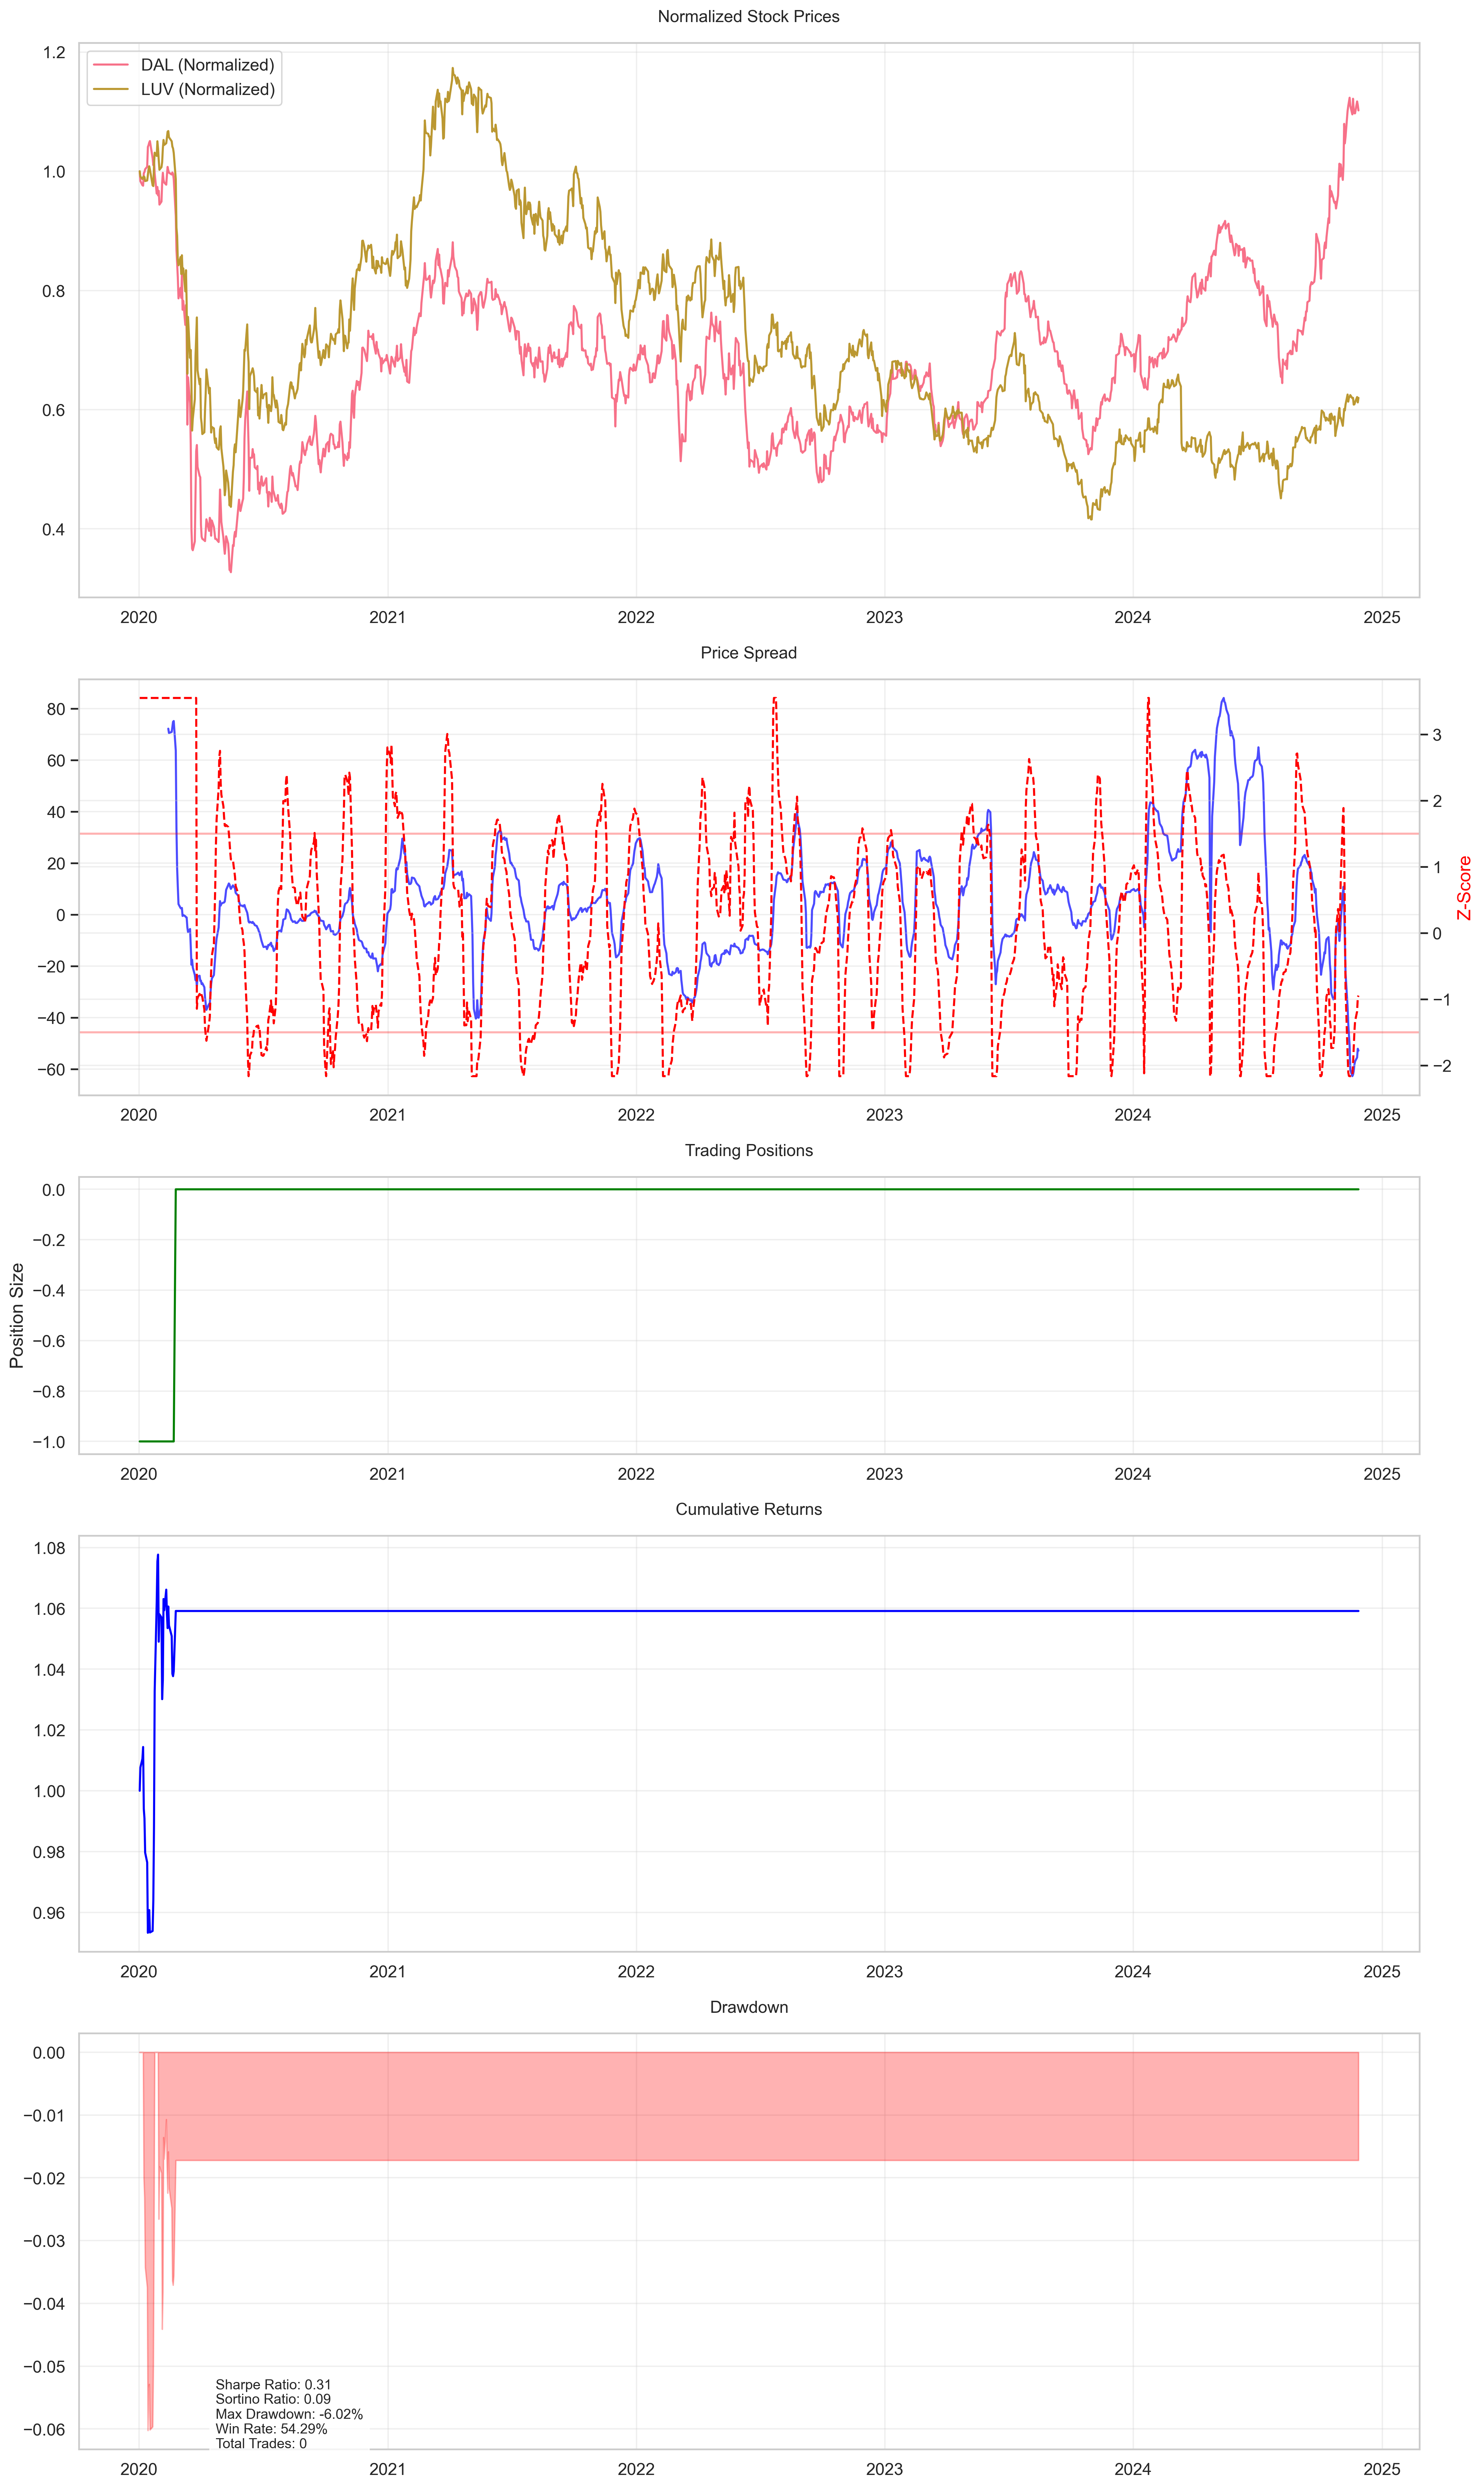 Normalized Stock Prices
DAL (Normalized)
LUV (Normalized)
1.2
1.0
0.8
0.6
0.4
2020 2021 2022 2023 2024 2025
Price Spread
80
60
40
20
0
−20
−40
−60
3
2
1
0
−1
−2
Z-Score
2020 2021 2022 2023 2024 2025
Trading Positions
Position Size
0.0
−0.2
−0.4
−0.6
−0.8
−1.0
2020 2021 2022 2023 2024 2025
Cumulative Returns
1.08
1.06
1.04
1.02
1.00
0.98
0.96
2020 2021 2022 2023 2024 2025
Drawdown
0.00
−0.01
−0.02
−0.03
−0.04
−0.05
−0.06
Sharpe Ratio: 0.31
Sortino Ratio: 0.09
Max Drawdown: -6.02%
Win Rate: 54.29%
Total Trades: 0
2020 2021 2022 2023 2024 2025